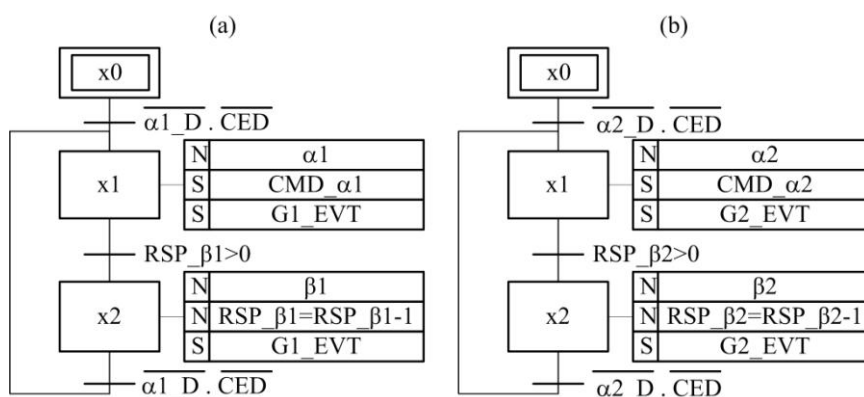 (a)
x0
α1_D . CED
x1
N α1
S CMD_α1
S G1_EVT
RSP_β1>0
x2
N β1
N RSP_β1=RSP_β1-1
S G1_EVT
α1_D . CED
(b)
x0
α2_D . CED
x1
N α2
S CMD_α2
S G2_EVT
RSP_β2>0
x2
N β2
N RSP_β2=RSP_β2-1
S G2_EVT
α2_D . CED